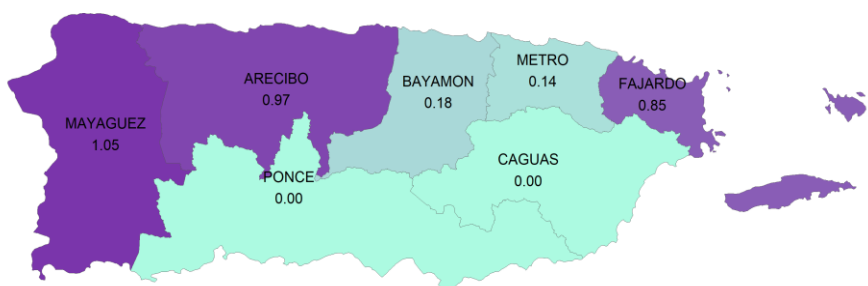 METRO
0.14
ARECIBO
0.97
BAYAMON
0.18
FAJARDO
0.85
MAYAGUEZ
1.05
CAGUAS
0.00
PONCE
0.00